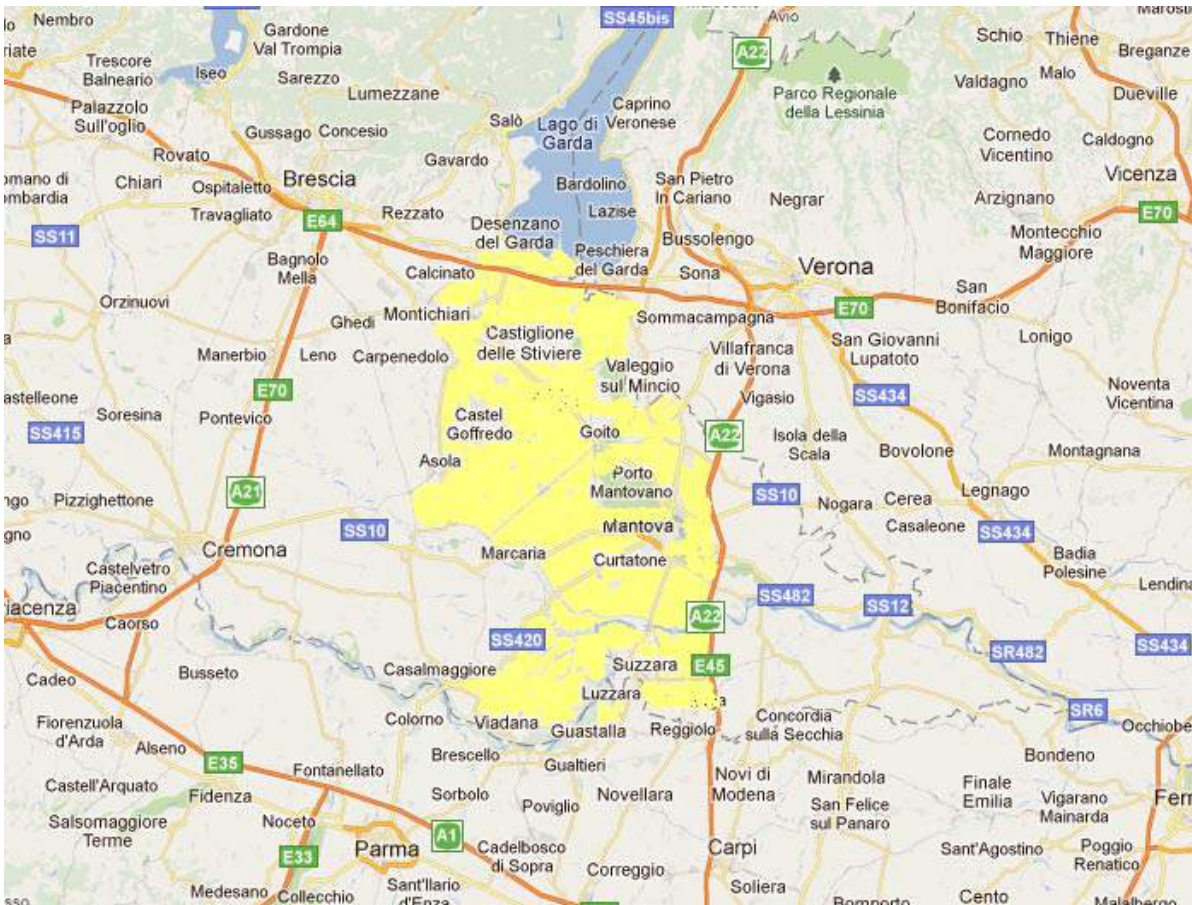 Nembro
Gardone
Val Trompia
SS45bis
Avio
A22
Schio
Thiene
Breganze
Trescore
Balneario
Iseo
Sarezzo
Lumezzane
Parco Regionale
della Lessinia
Valdagno
Malo
Dueville
Palazzolo
Sull'oglio
Gussago
Concesio
Salò
Lago di
Garda
Caprino
Veronese
Cornedo
Vicentino
Caldogno
Rovato
Gavardo
Chiari
Ospitaletto
Brescia
Bardolino
San Pietro
In Cariano
Negrar
Arzignano
Vicenza
Travagliato
E64
Rezzato
Desenzano
del Garda
Lazise
E70
SS11
Bussolengo
Montecchio
Maggiore
Bagnolo
Mella
Calcinato
Peschiera
del Garda
Sona
Verona
San
Bonifacio
Orzinuovi
Ghedi
Montichiari
Sommacampagna
E70
Castiglione
delle Stiviere
San Giovanni
Lupatoto
Lonigo
Manerbio
Leno
Carpenedolo
Villafranca
di Verona
Valeggio
sul Mincio
E70
SS434
Noventa
Vicentina
Soresina
Pontevico
Castel
Goffredo
Vigasio
SS415
Goito
A22
Isola della
Scala
Bovolone
Montagnana
Asola
Porto
Mantovano
Pizzighettone
A21
SS10
Nogara
Cerea
Legnago
SS10
Mantova
Casaleone
SS434
Cremona
Marcaria
Curtatone
Badia
Polesine
Castelvetro
Piacentino
SS482
Caorso
A22
SS12
SS420
SR482
SS434
Busseto
Casalmaggiore
Suzzara
E45
Cadeo
Luzzara
Fiorenzuola
d'Arda
Colorno
Viadana
Guastalla
Reggiolo
Concordia
sulla Secchia
SR6
Alseno
E35
Brescello
Gualtieri
Bondeno
Castell'Arquato
Fontanellato
Novi di
Modena
Mirandola
Finale
Emilia
Fidenza
Sorbolo
Poviglio
Novellara
San Felice
sul Panaro
Vigarano
Mainarda
Salsomaggiore
Terme
Noceto
A1
E33
Parma
Cadelbosco
di Sopra
Carpi
Sant'Agostino
Poggio
Renatico
Correggio
Medesano
Collecchio
Sant'Ilario
d'Enza
Soliera
Bomporto
Cento
Malalbergo